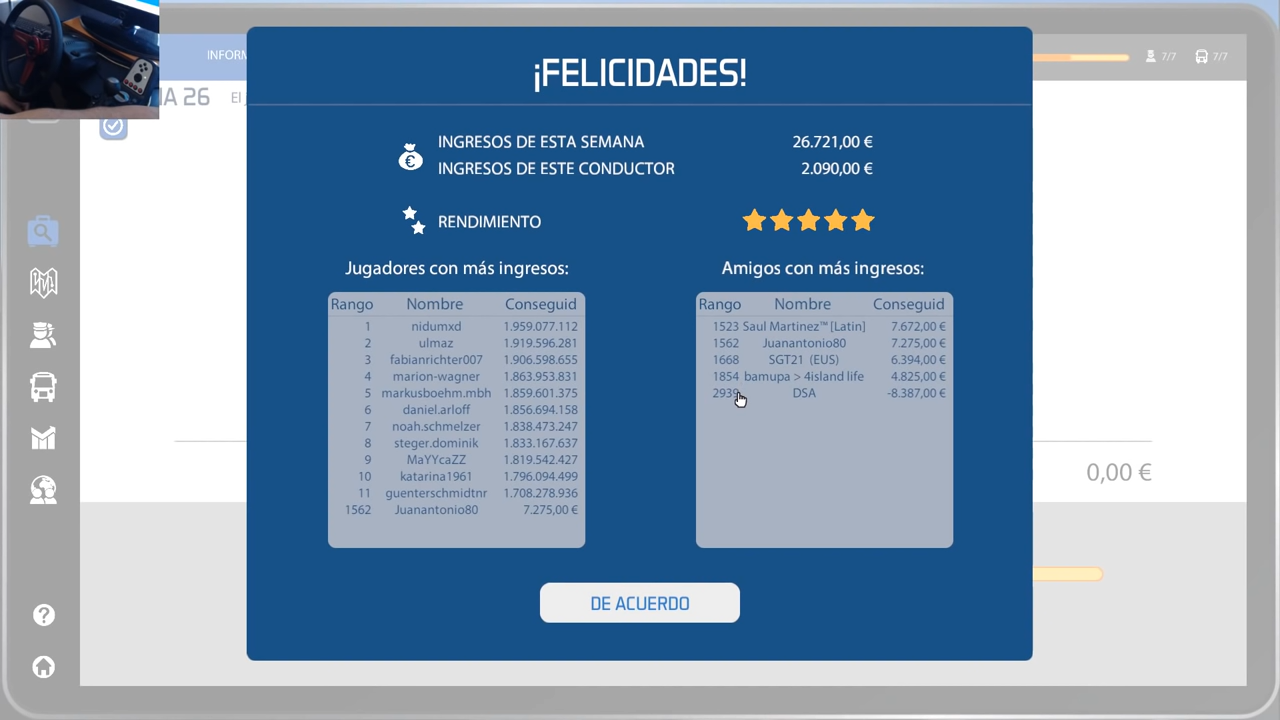 INFORM
7/7
7/7
A 26
El
¡FELICIDADES!
INGRESOS DE ESTA SEMANA 26.721,00 €
INGRESOS DE ESTE CONDUCTOR 2.090,00 €
RENDIMIENTO
Jugadores con más ingresos:
Rango Nombre Conseguid
1 nidumxd 1.959.077.112
2 ulmaz 1.919.596.281
3 fabianrichter007 1.906.598.655
4 marion-wagner 1.863.953.831
5 markusboehm.mbh 1.859.601.375
6 daniel.arloff 1.856.694.158
7 noah.schmelzer 1.838.473.247
8 steger.dominik 1.833.167.637
9 MaYYcaZZ 1.819.542.427
10 katarina1961 1.796.094.499
11 guenterschmidtnr 1.708.278.936
1562 Juanantonio80 7.275,00 €
Amigos con más ingresos:
Rango Nombre Conseguid
1523 Saul Martinez™ [Latin] 7.672,00 €
1562 Juanantonio80 7.275,00 €
1668 SGT21 (EUS) 6.394,00 €
1854 bamupa > 4island life 4.825,00 €
2939 DSA -8.387,00 €
0,00 €
DE ACUERDO
?